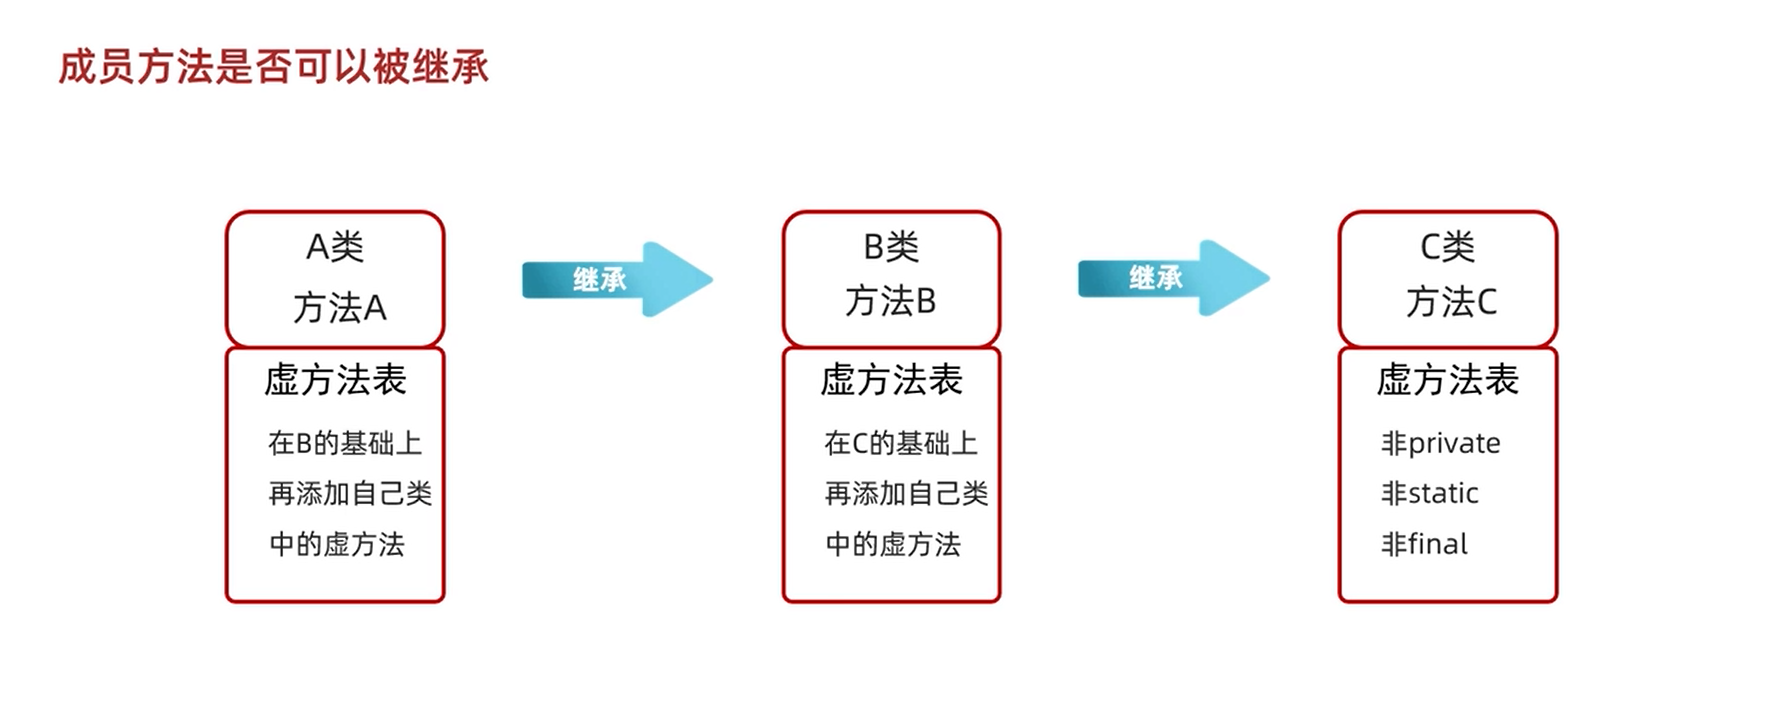 成员方法是否可以被继承
A类
方法A
虚方法表
在B的基础上
再添加自己类
中的虚方法
继承
B类
方法B
虚方法表
在C的基础上
再添加自己类
中的虚方法
继承
C类
方法C
虚方法表
非private
非static
非final